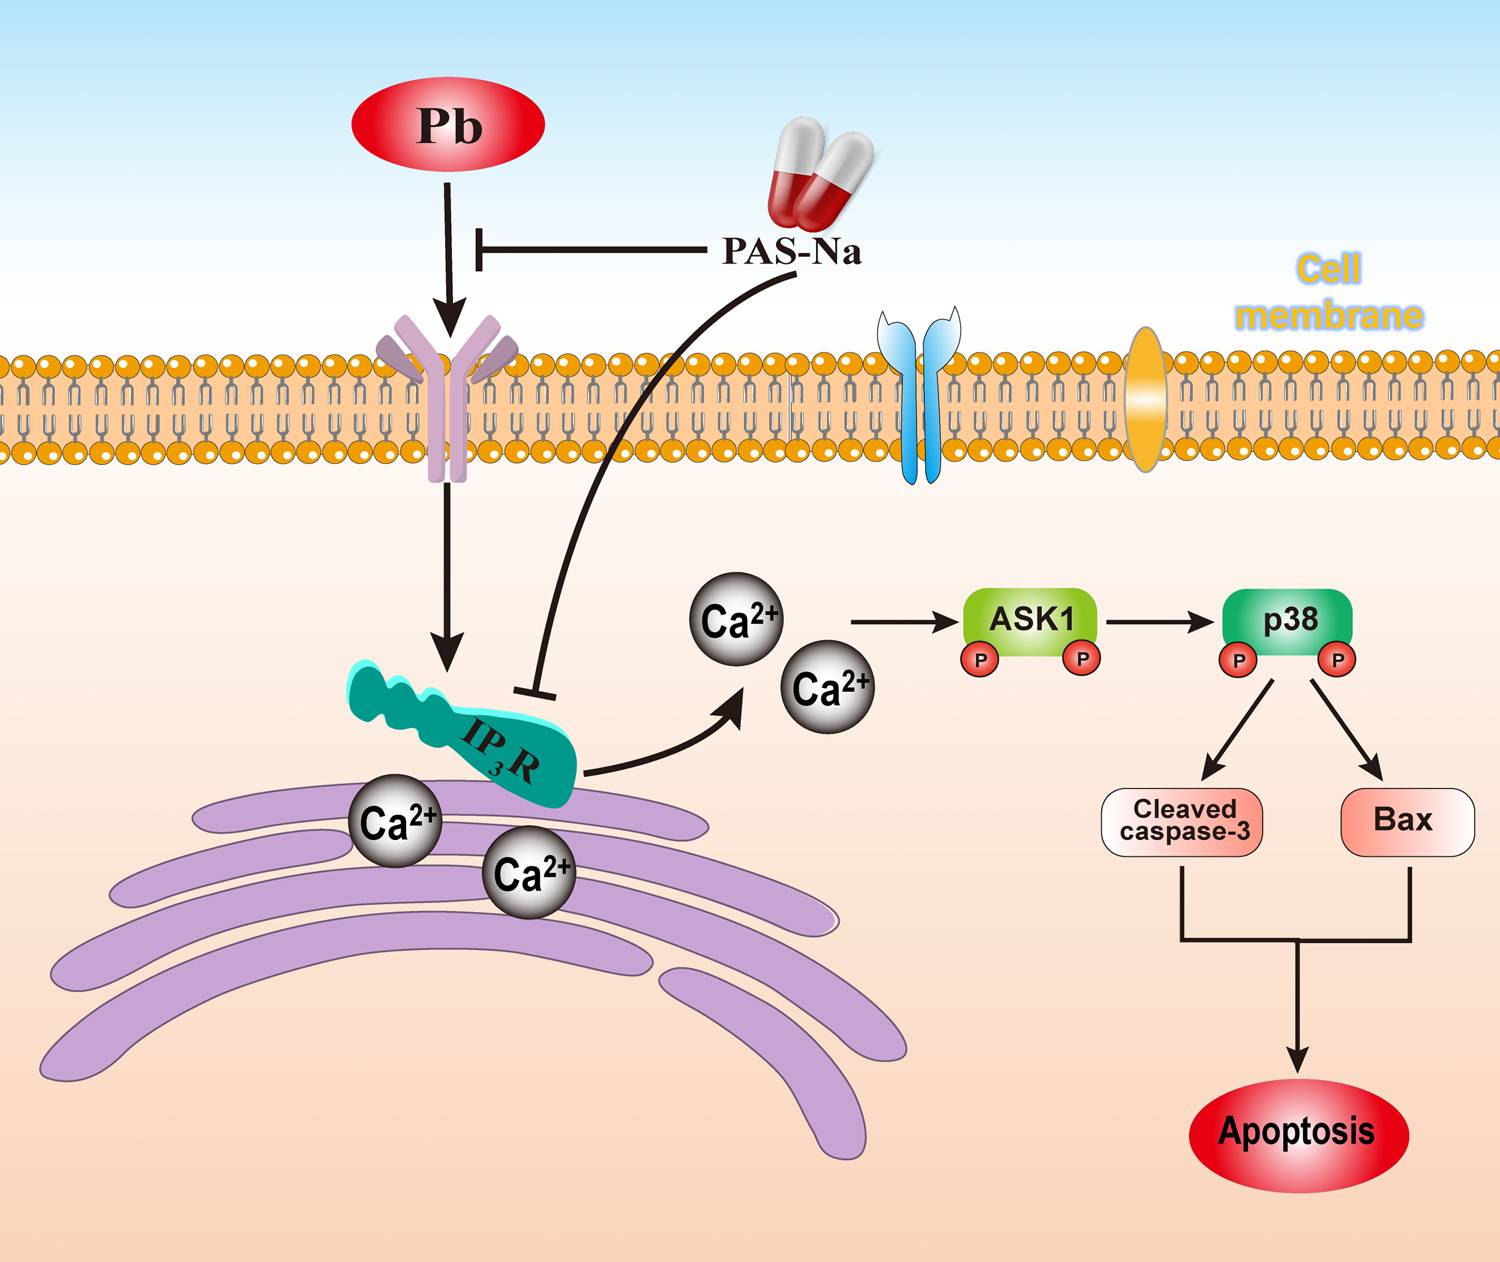 Pb
PAS-Na
Cell
membrane
Ca²⁺
Ca²⁺
ASK1
P
P
p38
P
P
IP₃R
Ca²⁺
Ca²⁺
Cleaved
caspase-3
Bax
Apoptosis